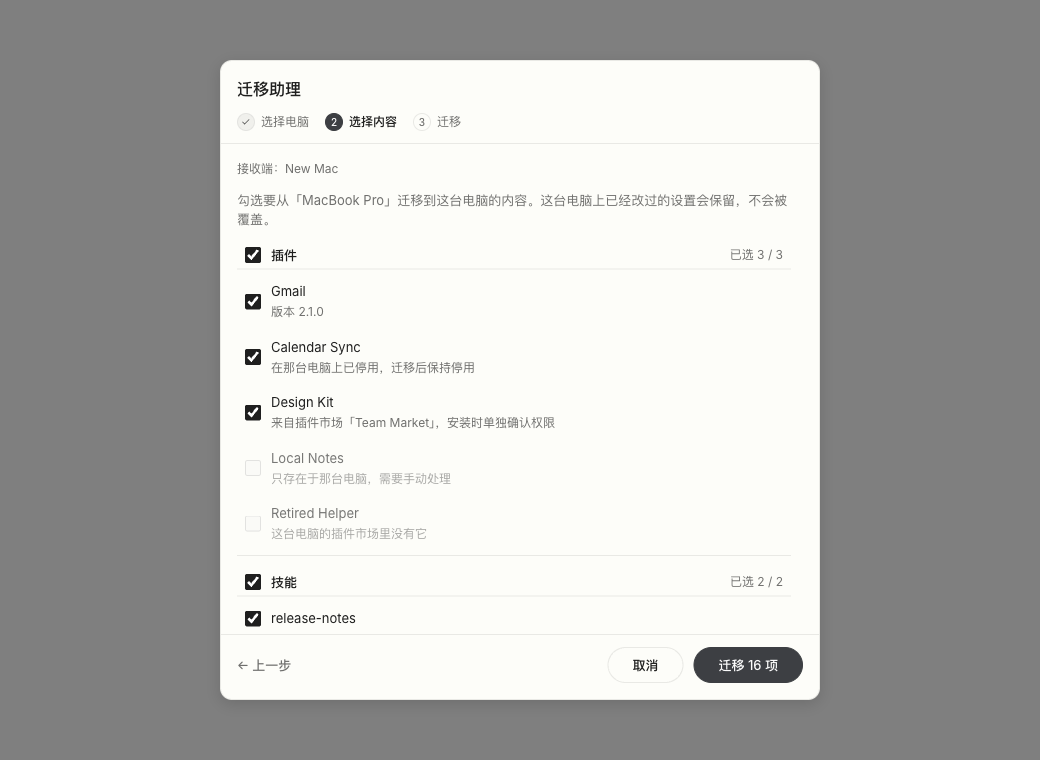 迁移助理
选择电脑 2 选择内容 3 迁移
接收端：New Mac
勾选要从「MacBook Pro」迁移到这台电脑的内容。这台电脑上已经改过的设置会保留，不会被
覆盖。
插件 已选 3 / 3
Gmail
版本 2.1.0
Calendar Sync
在那台电脑上已停用，迁移后保持停用
Design Kit
来自插件市场「Team Market」，安装时单独确认权限
Local Notes
只存在于那台电脑，需要手动处理
Retired Helper
这台电脑的插件市场里没有它
技能 已选 2 / 2
release-notes
← 上一步 取消 迁移 16 项